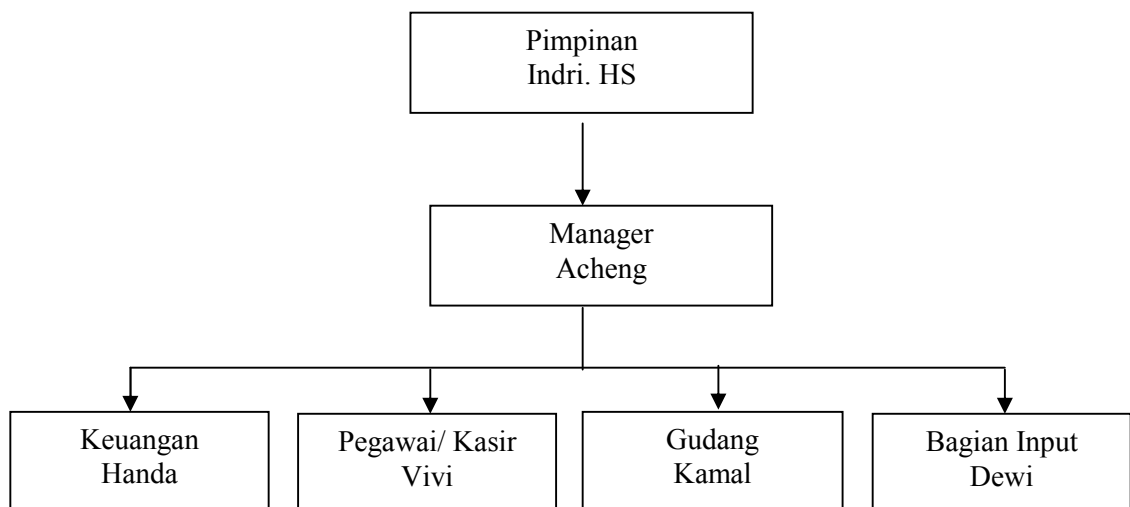 Pimpinan
Indri. HS
Manager
Acheng
Keuangan
Handa
Pegawai/ Kasir
Vivi
Gudang
Kamal
Bagian Input
Dewi